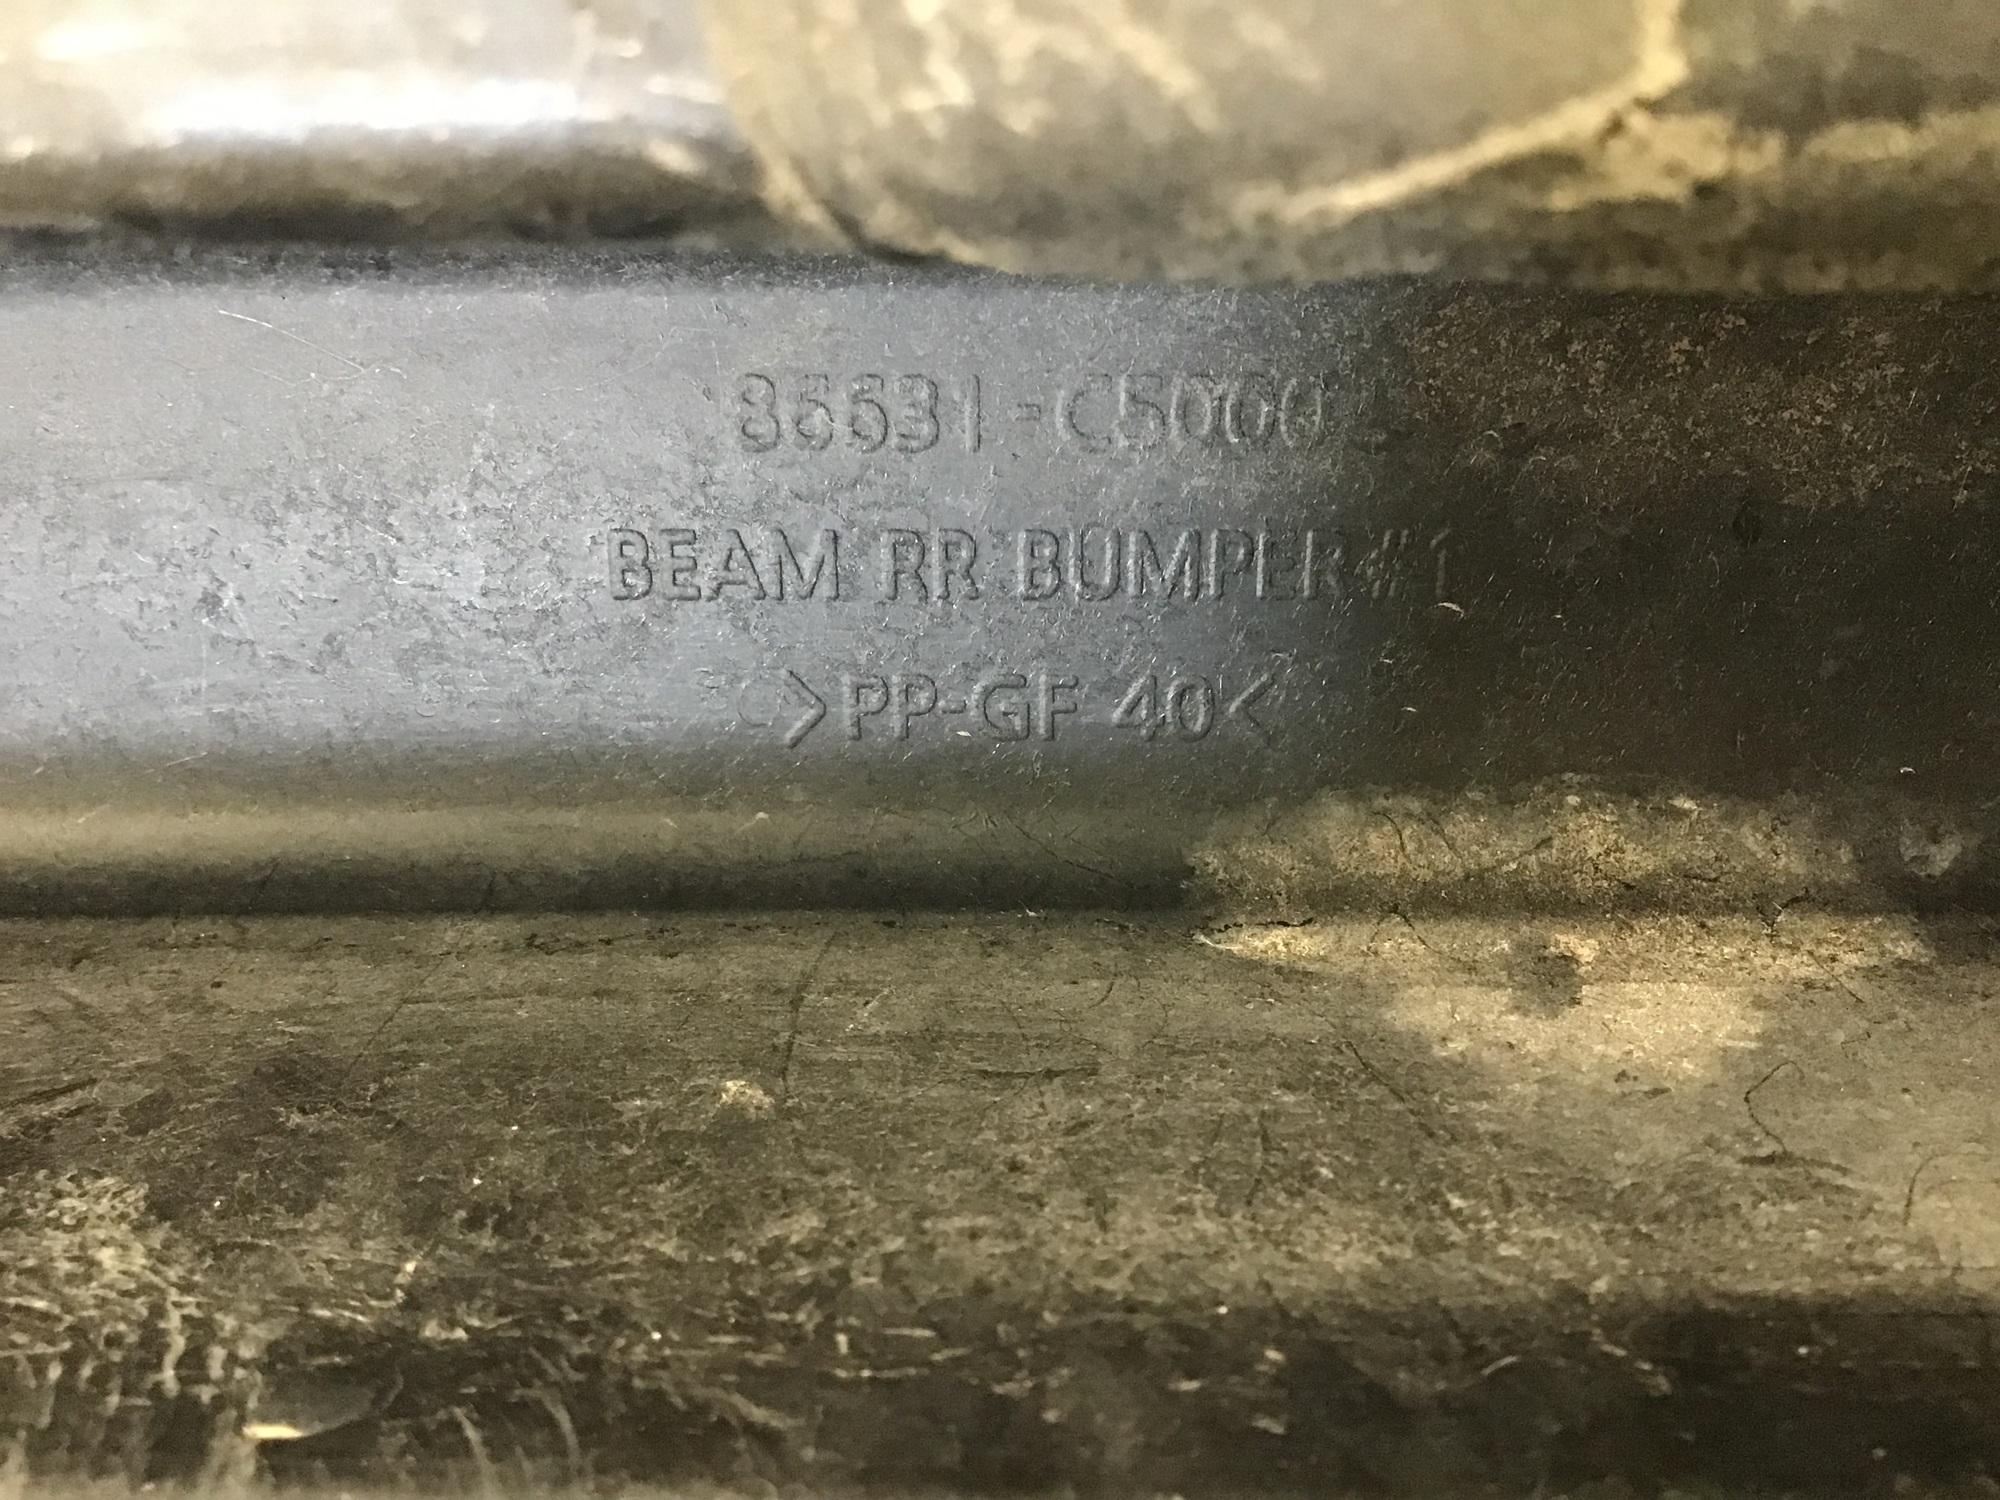 86631-C5000
BEAM RR BUMPER #1
>PP-GF 40<